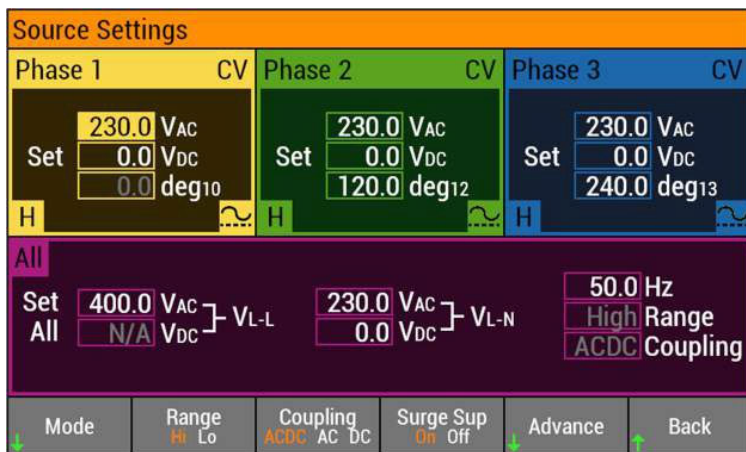 Source Settings
Phase 1 CV
230.0 VAC
Set 0.0 VDC
0.0 deg10
H
Phase 2 CV
230.0 VAC
Set 0.0 VDC
120.0 deg12
H
Phase 3 CV
230.0 VAC
Set 0.0 VDC
240.0 deg13
H
All
Set All
400.0 VAC
N/A VDC
VL-L
230.0 VAC
0.0 VDC
VL-N
50.0 Hz
High Range
ACDC Coupling
Mode
Range
Hi Lo
Coupling
ACDC AC DC
Surge Sup
On Off
Advance
Back